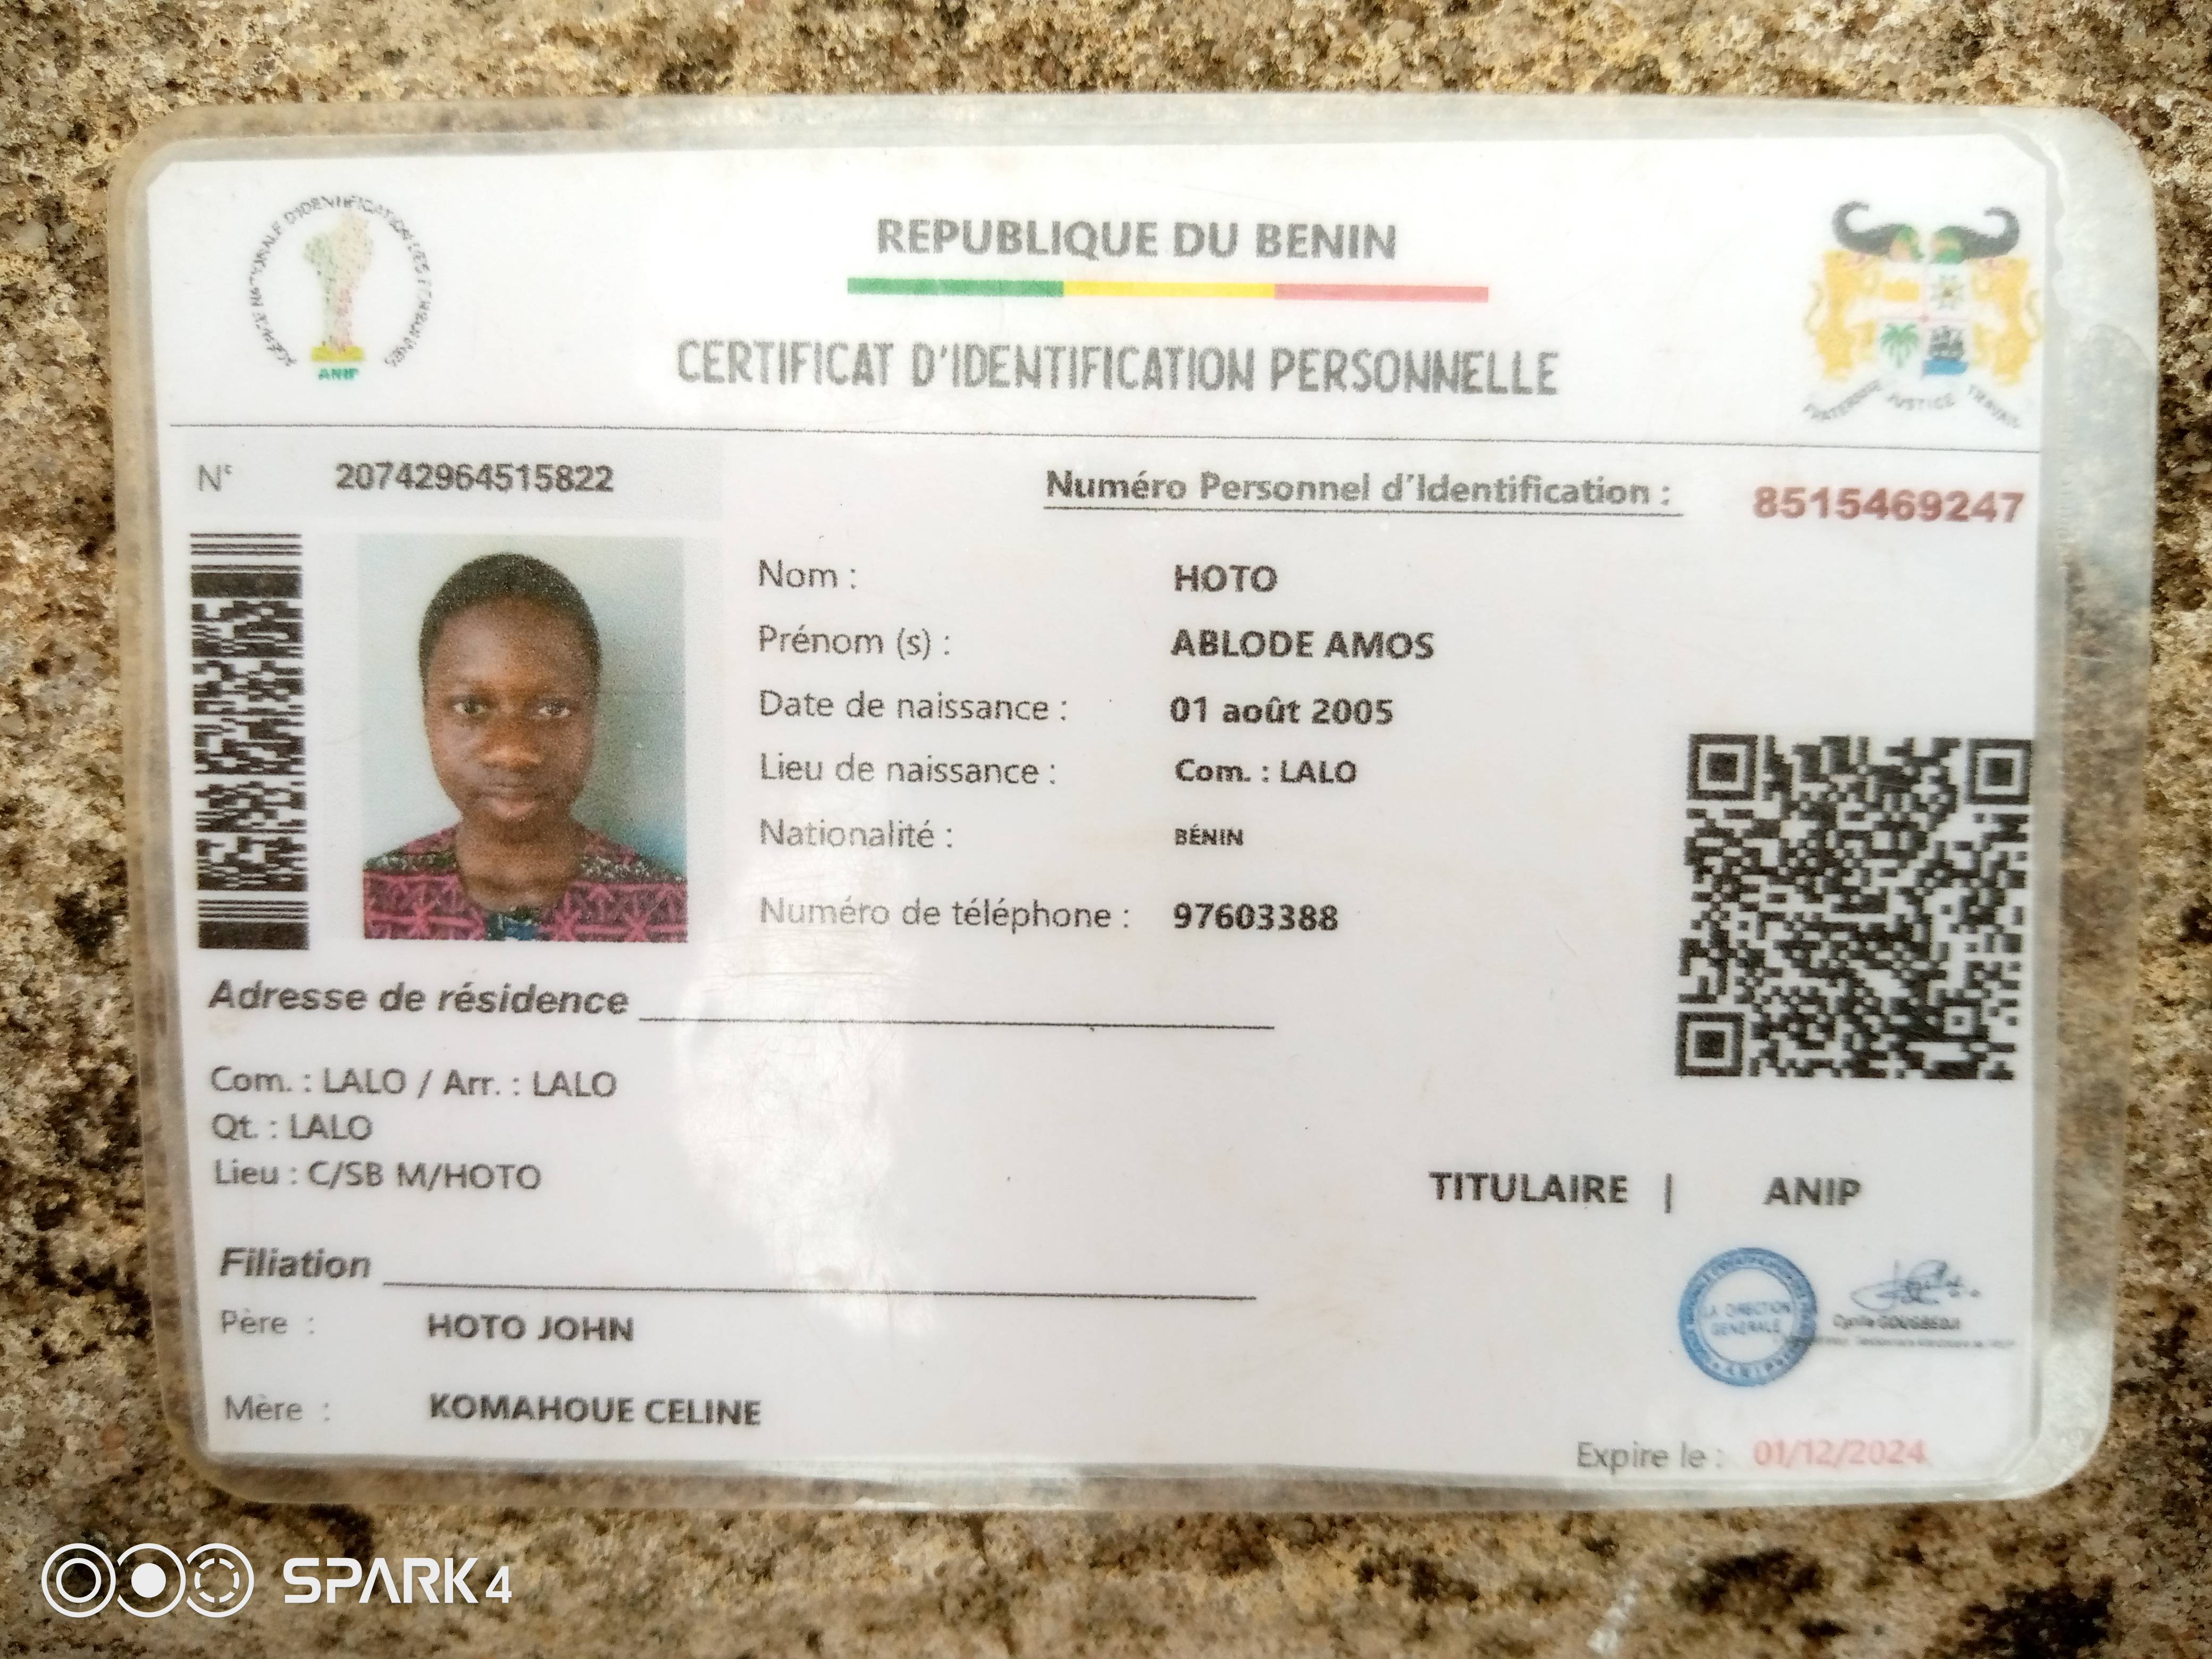 AGENCE NATIONALE D'IDENTIFICATION DES PERSONNES
ANIP
REPUBLIQUE DU BENIN
CERTIFICAT D'IDENTIFICATION PERSONNELLE
FRATERNITE JUSTICE TRAVAIL
N° 20742964515822
Numéro Personnel d'Identification : 8515469247
Nom : HOTO
Prénom (s) : ABLODE AMOS
Date de naissance : 01 août 2005
Lieu de naissance : Com. : LALO
Nationalité : BÉNIN
Numéro de téléphone : 97603388
Adresse de résidence
Com. : LALO / Arr. : LALO
Qt. : LALO
Lieu : C/SB M/HOTO
TITULAIRE | ANIP
Filiation
Père : HOTO JOHN
LA DIRECTION
GENERALE
ANIP
Cyrille GOUGBEDJI
Mère : KOMAHOUE CELINE
Expire le : 01/12/2024
SPARK 4